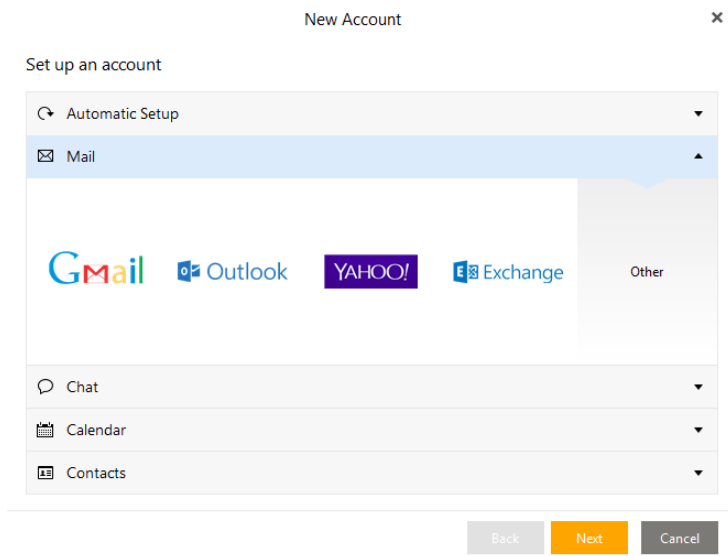 New Account
Set up an account
Automatic Setup
Mail
Gmail Outlook YAHOO! Exchange Other
Chat
Calendar
Contacts
Back Next Cancel